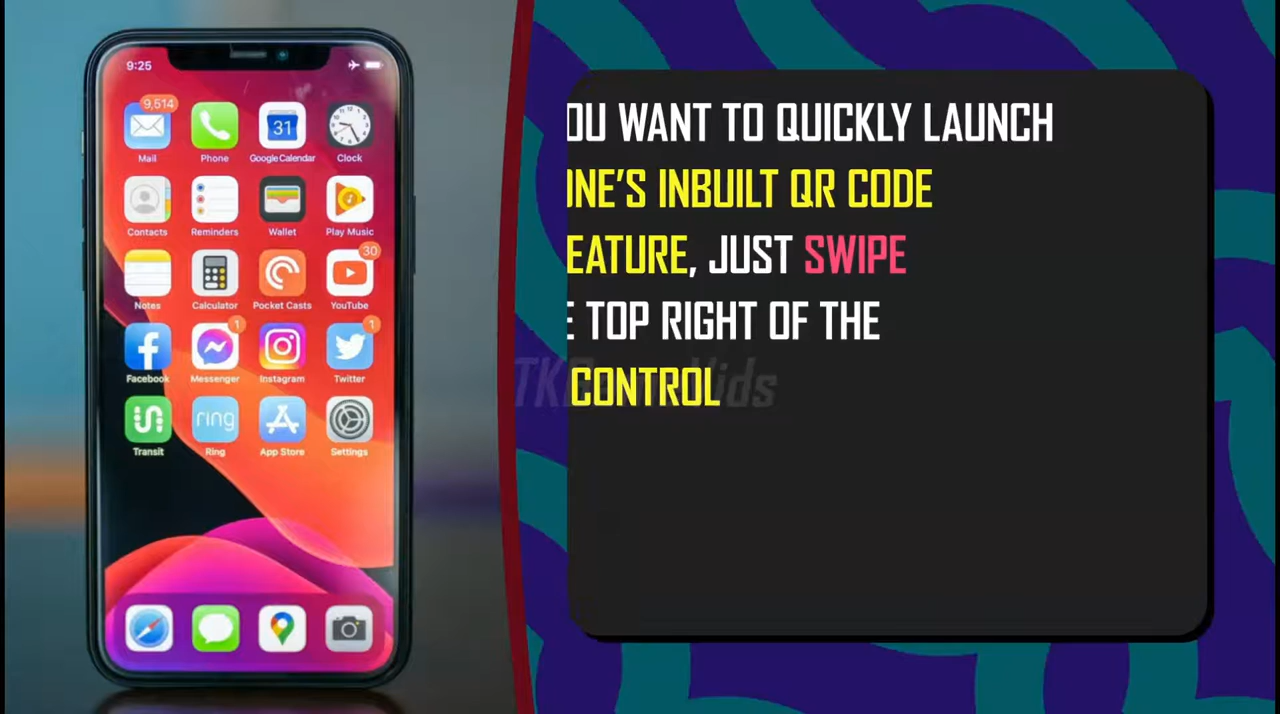 9:25
9,514
31
Mail
Phone
Google Calendar
Clock
Contacts
Reminders
Wallet
Play Music
30
Notes
Calculator
Pocket Casts
YouTube
1
1
Facebook
Messenger
Instagram
Twitter
ring
Transit
Ring
App Store
Settings
OU WANT TO QUICKLY LAUNCH
ONE'S INBUILT QR CODE
EATURE, JUST SWIPE
E TOP RIGHT OF THE
CONTROL